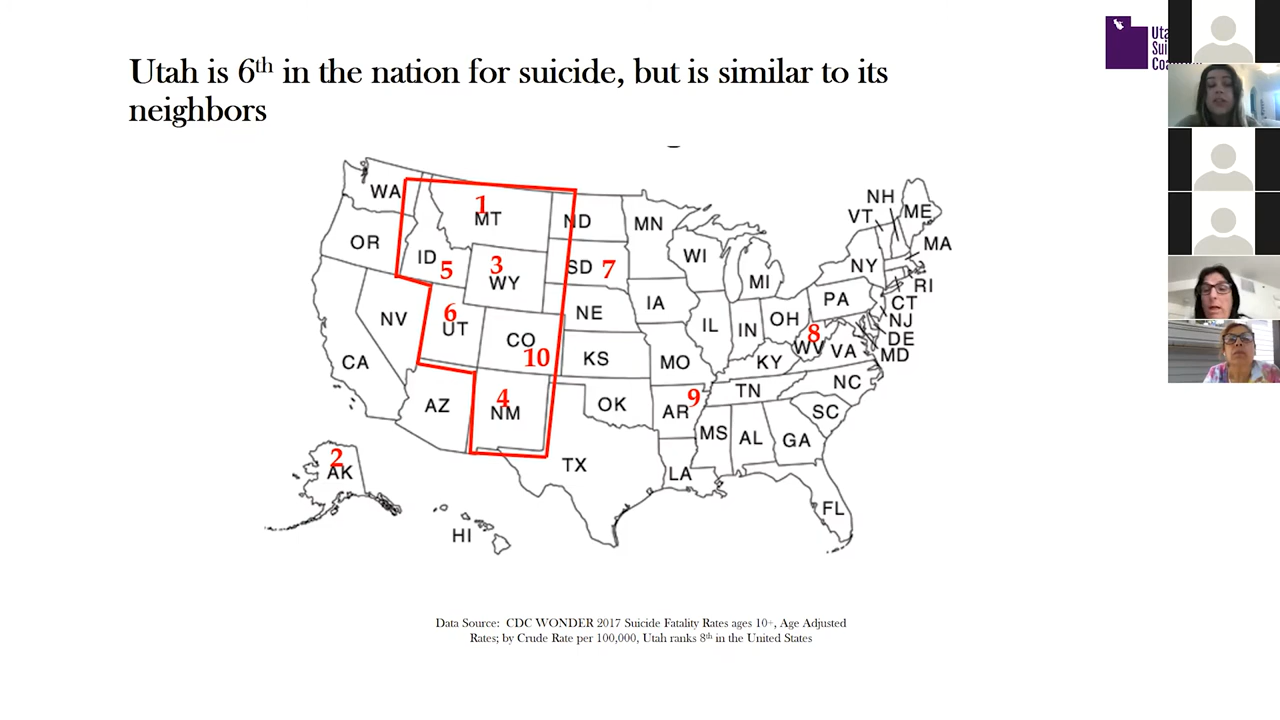 Utah is 6th in the nation for suicide, but is similar to its
neighbors
WA
1
MT
ND
MN
NH
VT
ME
OR
ID
5
3
WY
SD 7
WI
MI
NY
MA
RI
CT
NJ
DE
MD
PA
NV
6
UT
CO
10
NE
IA
IL
IN
OH
8
WV
VA
CA
KS
MO
KY
NC
AZ
4
NM
OK
AR
9
TN
SC
MS
AL
GA
TX
LA
FL
2
AK
HI
Data Source: CDC WONDER 2017 Suicide Fatality Rates ages 10+, Age Adjusted
Rates; by Crude Rate per 100,000, Utah ranks 8th in the United States